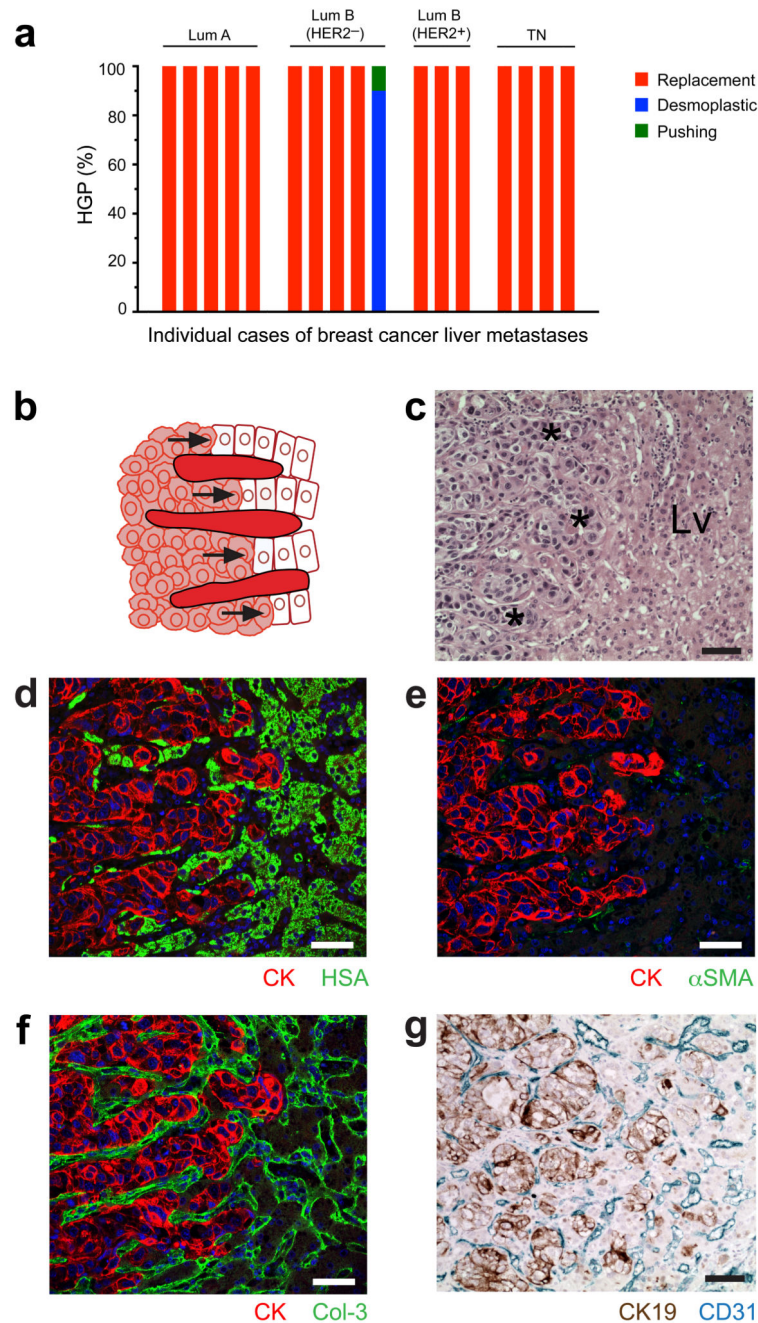 a
Lum A
Lum B
(HER2–)
Lum B
(HER2+)
TN
HGP (%)
100
80
60
40
20
0
Replacement
Desmoplastic
Pushing
Individual cases of breast cancer liver metastases
b
c
*
*
*
Lv
d
e
CK HSA
CK αSMA
f
g
CK Col-3
CK19 CD31